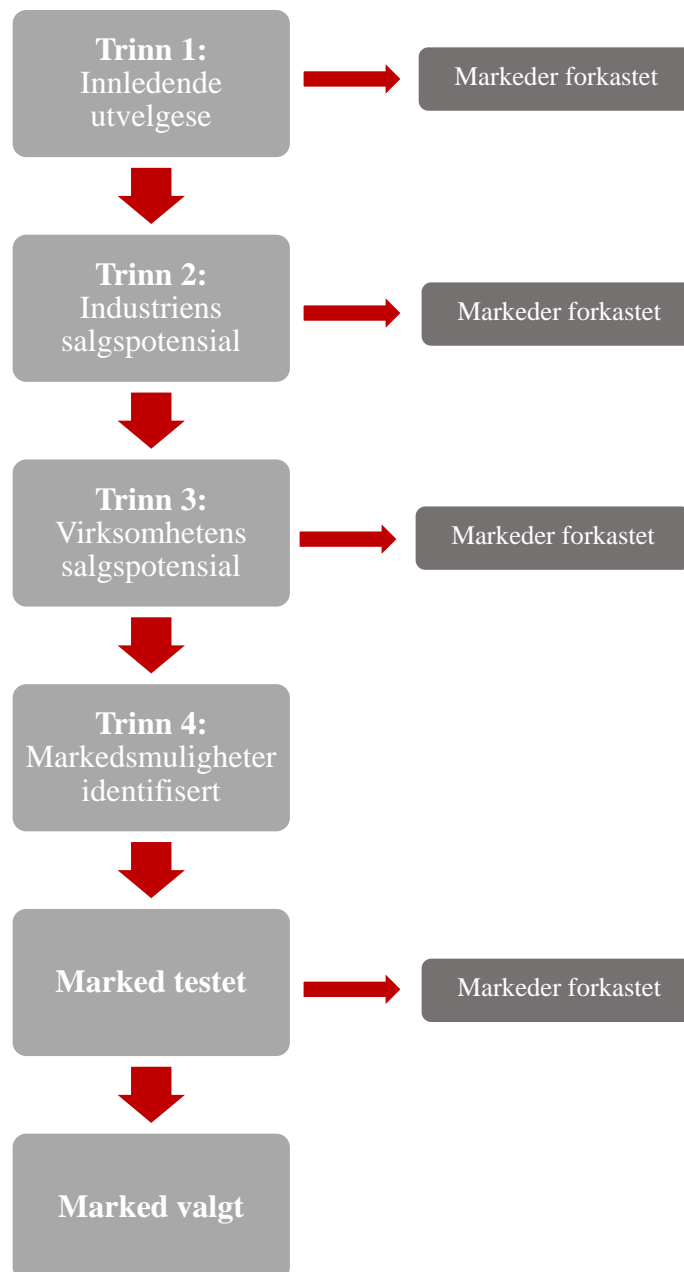 Trinn 1:
Innledende
utvelgese
Markeder forkastet
Trinn 2:
Industriens
salgspotensial
Markeder forkastet
Trinn 3:
Virksomhetens
salgspotensial
Markeder forkastet
Trinn 4:
Markedsmuligheter
identifisert
Marked testet
Markeder forkastet
Marked valgt